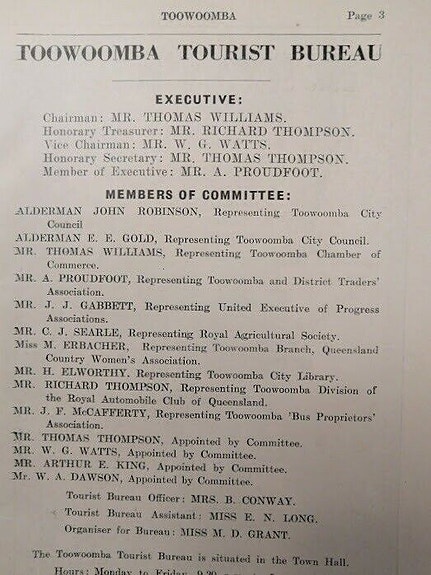 TOOWOOMBA Page 3
TOOWOOMBA TOURIST BUREAU
EXECUTIVE:
Chairman: MR. THOMAS WILLIAMS.
Honorary Treasurer: MR. RICHARD THOMPSON.
Vice Chairman: MR. W. G. WATTS.
Honorary Secretary: MR. THOMAS THOMPSON.
Member of Executive: MR. A. PROUDFOOT.
MEMBERS OF COMMITTEE:
ALDERMAN JOHN ROBINSON, Representing Toowoomba City
Council
ALDERMAN E. E. GOLD, Representing Toowoomba City Council.
MR. THOMAS WILLIAMS, Representing Toowoomba Chamber of
Commerce.
MR. A. PROUDFOOT, Representing Toowoomba and District Traders'
Association.
MR. J. J. GABBETT, Representing United Executive of Progress
Associations.
MR. C. J. SEARLE, Representing Royal Agricultural Society.
Miss M. ERBACHER, Representing Toowoomba Branch, Queensland
Country Women's Association.
MR. H. ELWORTHY. Representing Toowoomba City Library.
MR. RICHARD THOMPSON, Representing Toowoomba Division of
the Royal Automobile Club of Queensland.
MR. J. F. McCAFFERTY, Representing Toowoomba 'Bus Proprietors'
Association.
MR. THOMAS THOMPSON, Appointed by Committee.
MR. W. G. WATTS, Appointed by Committee.
MR. ARTHUR E. KING, Appointed by Committee.
Mr. W. A. DAWSON, Appointed by Committee.
Tourist Bureau Officer: MRS. B. CONWAY.
Tourist Bureau Assistant: MISS E. N. LONG.
Organiser for Bureau: MISS M. D. GRANT.
The Toowoomba Tourist Bureau is situated in the Town Hall.
Hours: Monday to Friday, 9.30